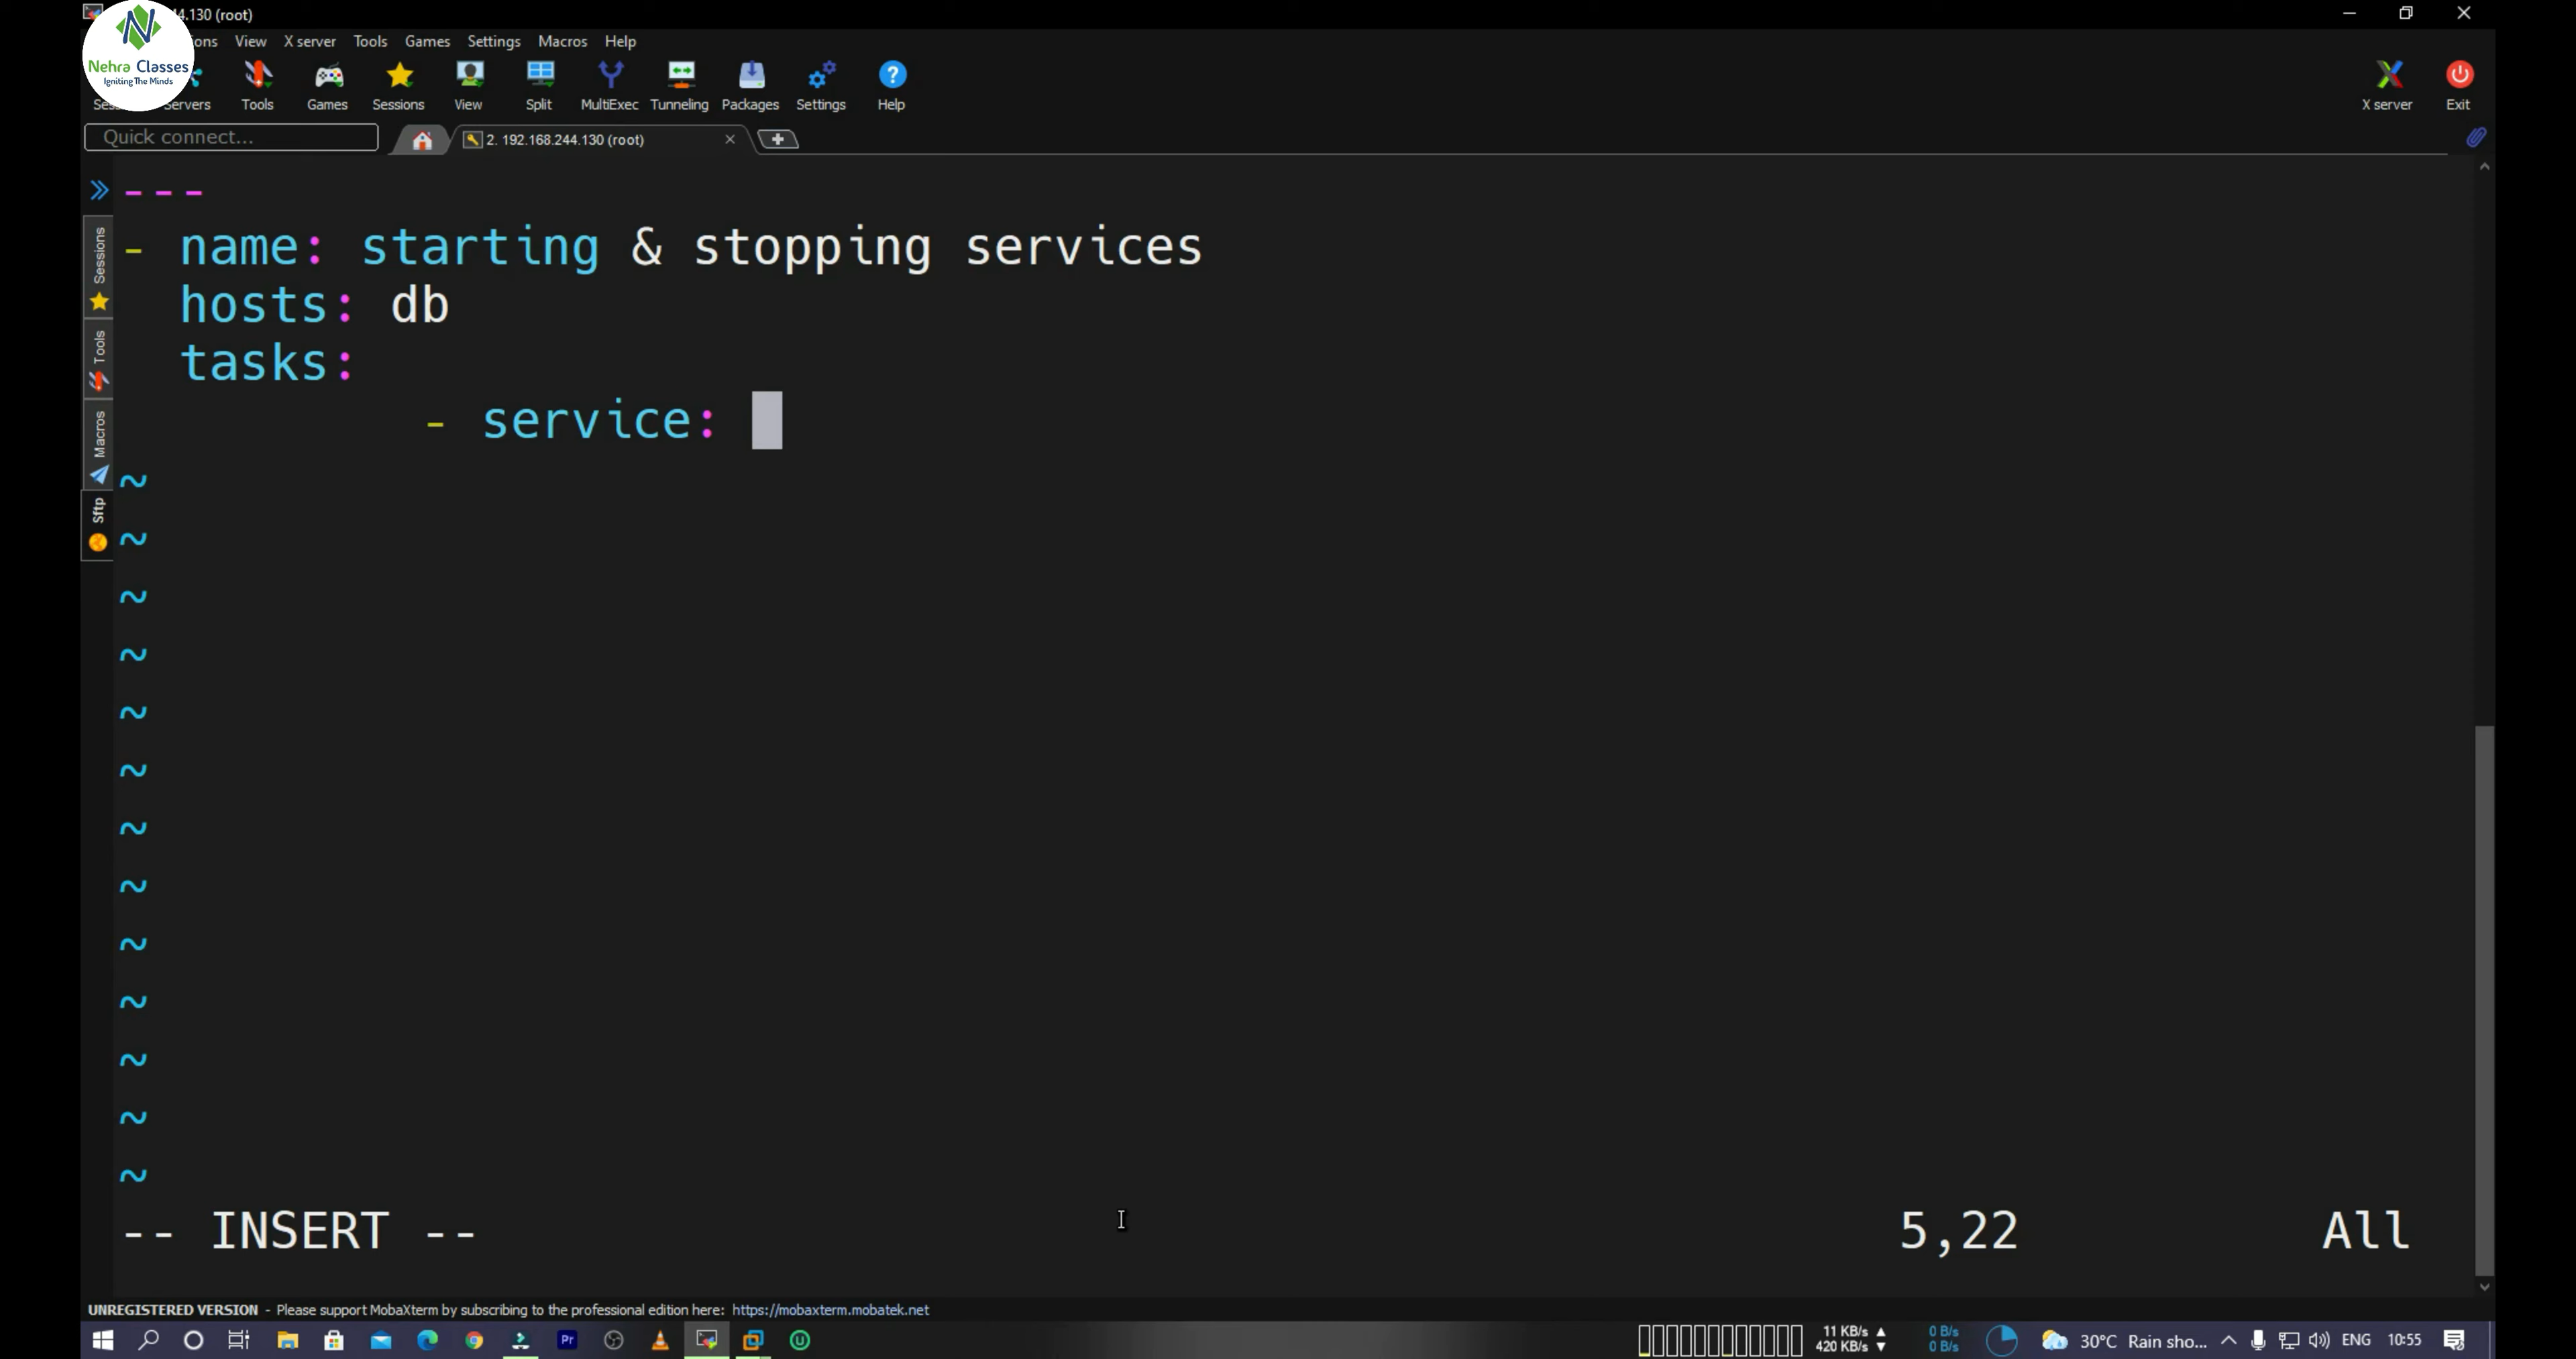 44.130 (root)
ions View X server Tools Games Settings Macros Help
Nehra Classes
Igniting The Minds
Servers Tools Games Sessions View Split MultiExec Tunneling Packages Settings Help X server Exit
Quick connect... 2. 192.168.244.130 (root)
---
- name: starting & stopping services
hosts: db
tasks:
- service:
Sessions
Tools
Macros
Sftp
~
~
~
~
~
~
~
~
~
~
~
~
~
-- INSERT -- 5,22 All
UNREGISTERED VERSION - Please support MobaXterm by subscribing to the professional edition here: https://mobaxterm.mobatek.net
Pr
11 KB/s
420 KB/s
0 B/s
0 B/s
30°C Rain sho... ENG 10:55